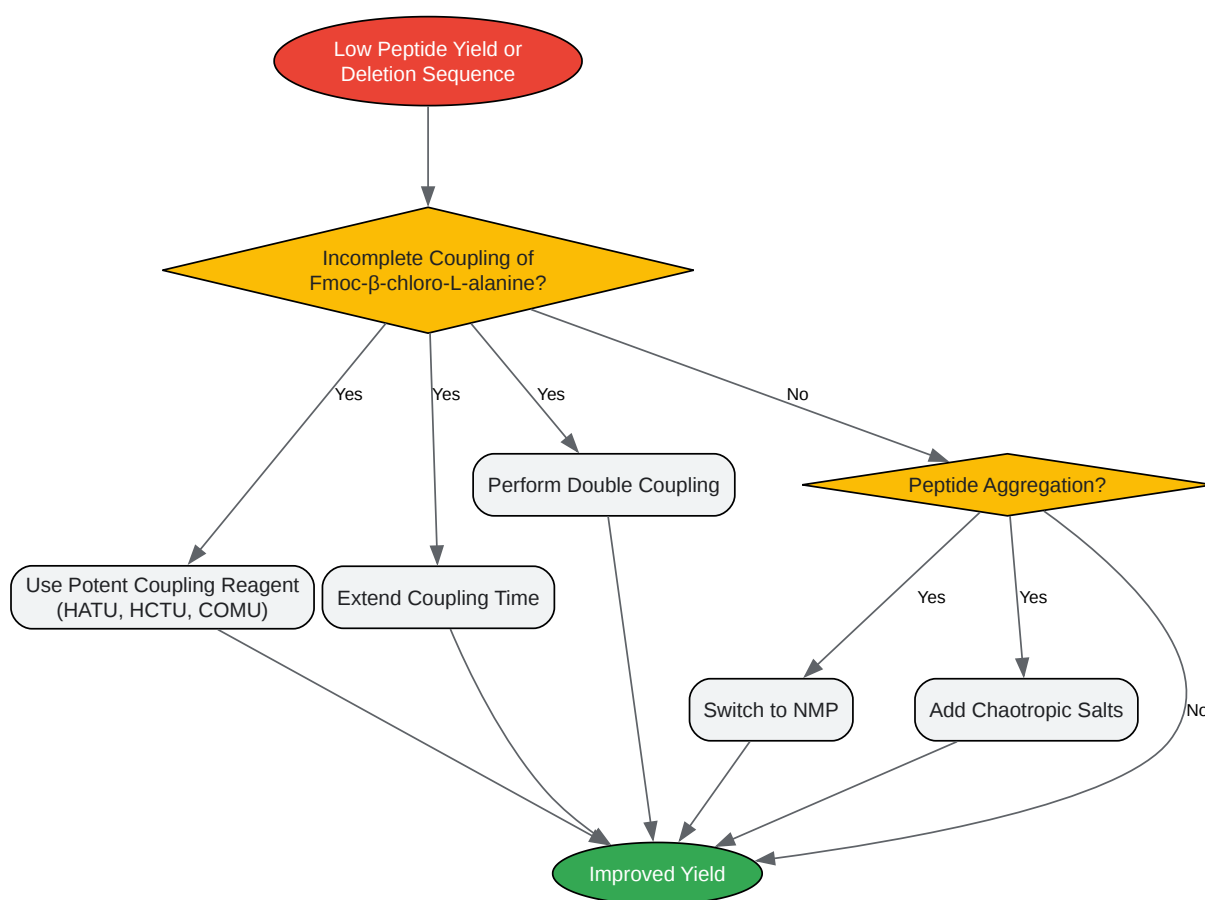 Low Peptide Yield or
Deletion Sequence
Incomplete Coupling of
Fmoc-β-chloro-L-alanine?
Yes
Yes
Yes
No
Perform Double Coupling
Peptide Aggregation?
Use Potent Coupling Reagent
(HATU, HCTU, COMU)
Extend Coupling Time
Yes
Yes
No
Switch to NMP
Add Chaotropic Salts
Improved Yield